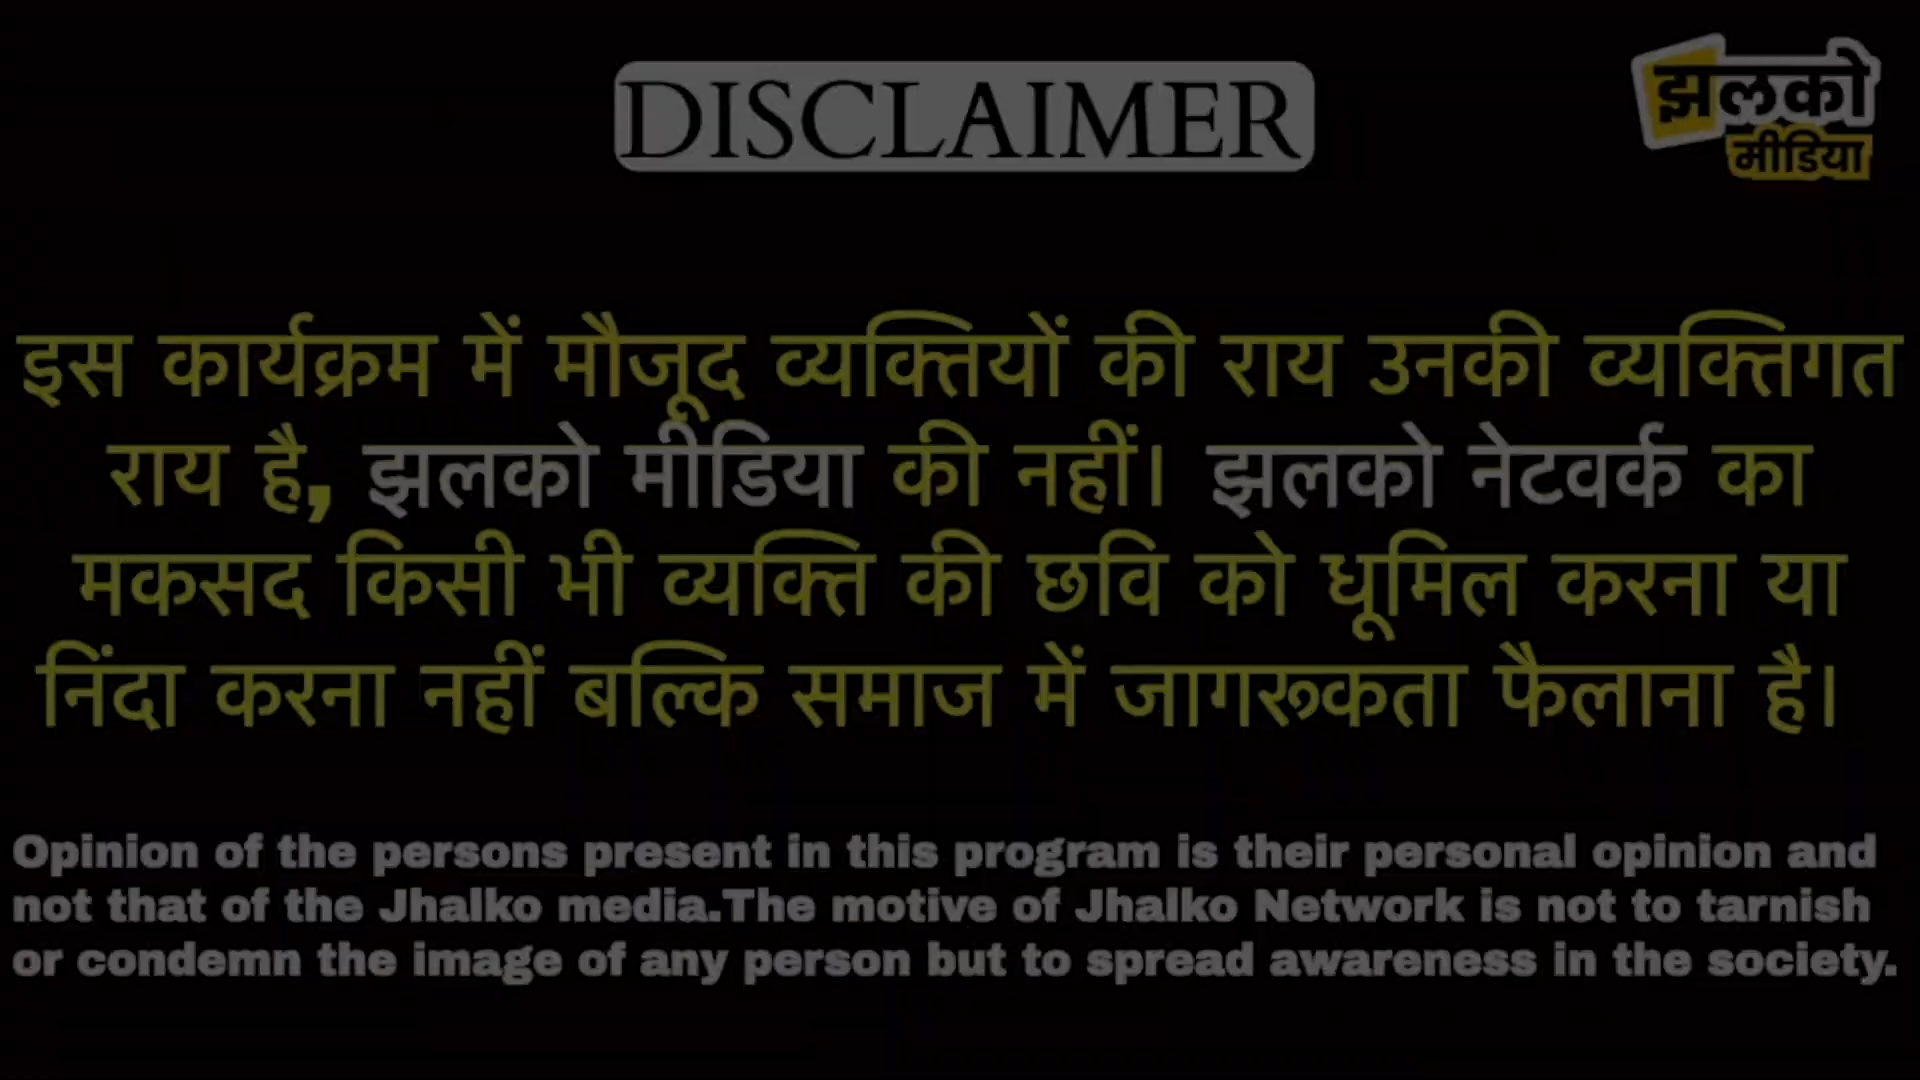 DISCLAIMER
झलको
मीडिया
इस कार्यक्रम में मौजूद व्यक्तियों की राय उनकी व्यक्तिगत
राय है, झलको मीडिया की नहीं। झलको नेटवर्क का
मकसद किसी भी व्यक्ति की छवि को धूमिल करना या
निंदा करना नहीं बल्कि समाज में जागरूकता फैलाना है।
Opinion of the persons present in this program is their personal opinion and
not that of the Jhalko media.The motive of Jhalko Network is not to tarnish
or condemn the image of any person but to spread awareness in the society.